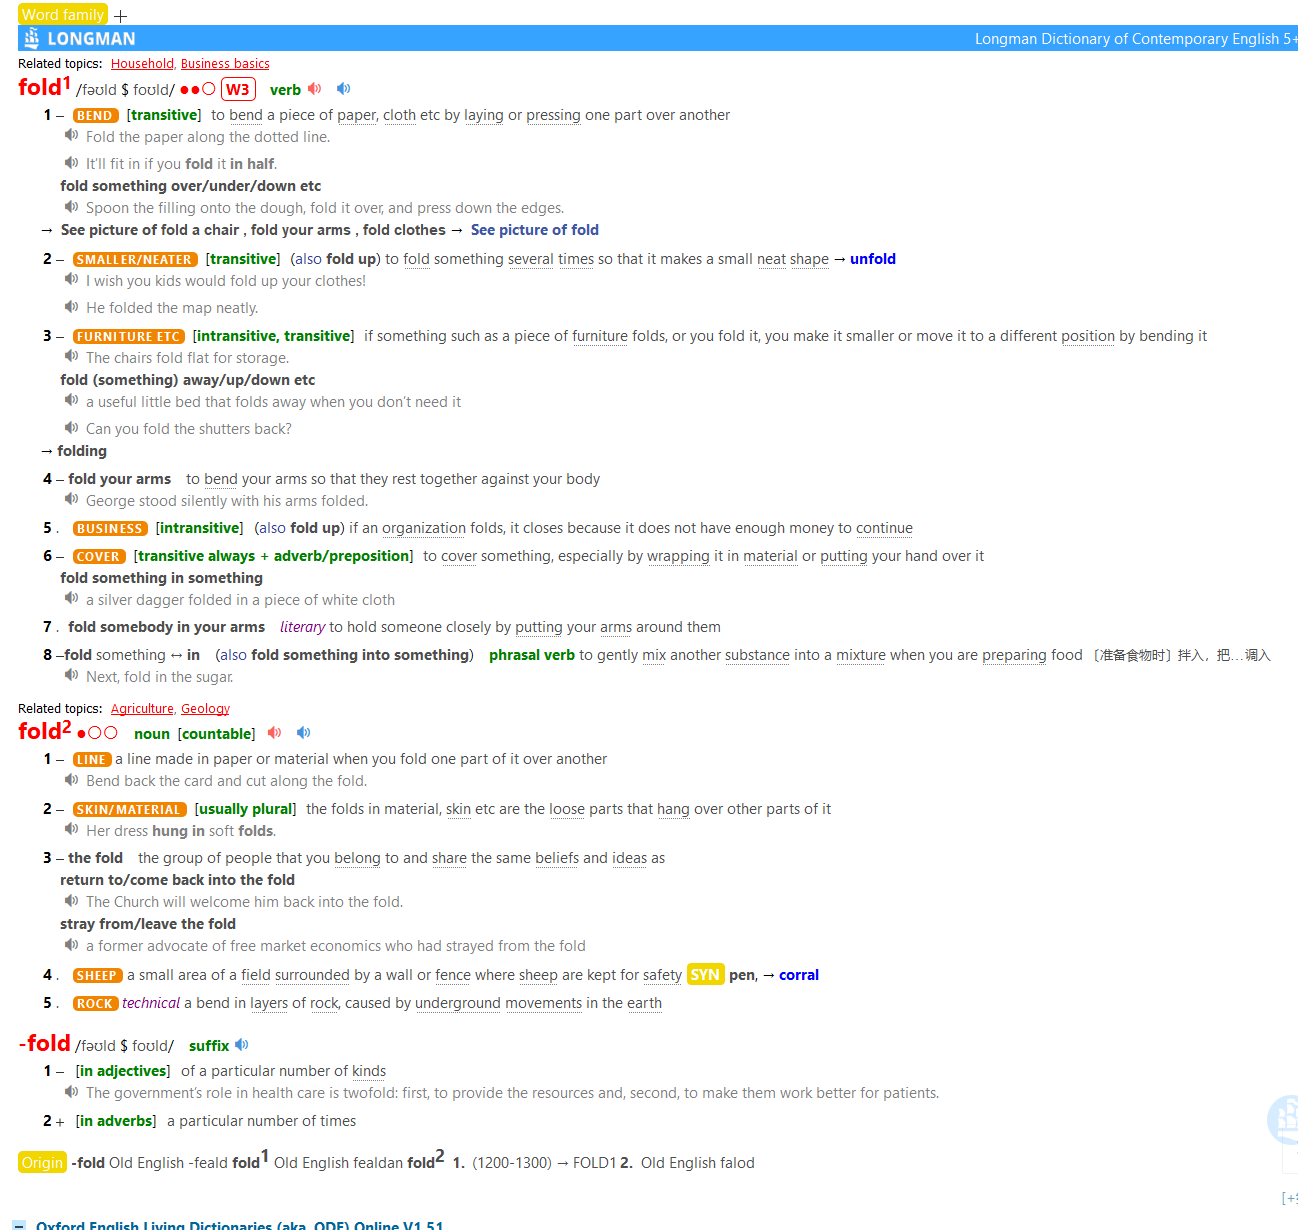 Word family
LONGMAN Longman Dictionary of Contemporary English 5+
Related topics: Household, Business basics
fold1 /fəʊld $ foʊld/ ●●○ W3 verb
1 – BEND [transitive] to bend a piece of paper, cloth etc by laying or pressing one part over another
Fold the paper along the dotted line.
It'll fit in if you fold it in half.
fold something over/under/down etc
Spoon the filling onto the dough, fold it over, and press down the edges.
→ See picture of fold a chair , fold your arms , fold clothes → See picture of fold
2 – SMALLER/NEATER [transitive] (also fold up) to fold something several times so that it makes a small neat shape → unfold
I wish you kids would fold up your clothes!
He folded the map neatly.
3 – FURNITURE ETC [intransitive, transitive] if something such as a piece of furniture folds, or you fold it, you make it smaller or move it to a different position by bending it
The chairs fold flat for storage.
fold (something) away/up/down etc
a useful little bed that folds away when you don't need it
Can you fold the shutters back?
→ folding
4 – fold your arms to bend your arms so that they rest together against your body
George stood silently with his arms folded.
5 . BUSINESS [intransitive] (also fold up) if an organization folds, it closes because it does not have enough money to continue
6 – COVER [transitive always + adverb/preposition] to cover something, especially by wrapping it in material or putting your hand over it
fold something in something
a silver dagger folded in a piece of white cloth
7 . fold somebody in your arms literary to hold someone closely by putting your arms around them
8 –fold something ↔ in (also fold something into something) phrasal verb to gently mix another substance into a mixture when you are preparing food 〔准备食物时〕拌入，把…调入
Next, fold in the sugar.
Related topics: Agriculture, Geology
fold2 ●○○ noun [countable]
1 – LINE a line made in paper or material when you fold one part of it over another
Bend back the card and cut along the fold.
2 – SKIN/MATERIAL [usually plural] the folds in material, skin etc are the loose parts that hang over other parts of it
Her dress hung in soft folds.
3 – the fold the group of people that you belong to and share the same beliefs and ideas as
return to/come back into the fold
The Church will welcome him back into the fold.
stray from/leave the fold
a former advocate of free market economics who had strayed from the fold
4 . SHEEP a small area of a field surrounded by a wall or fence where sheep are kept for safety SYN pen, → corral
5 . ROCK technical a bend in layers of rock, caused by underground movements in the earth
-fold /fəʊld $ foʊld/ suffix
1 – [in adjectives] of a particular number of kinds
The government's role in health care is twofold: first, to provide the resources and, second, to make them work better for patients.
2 + [in adverbs] a particular number of times
Origin -fold Old English -feald fold1 Old English fealdan fold2 1. (1200-1300) → FOLD1 2. Old English falod
Oxford English Living Dictionaries (aka. ODE) Online V1.51